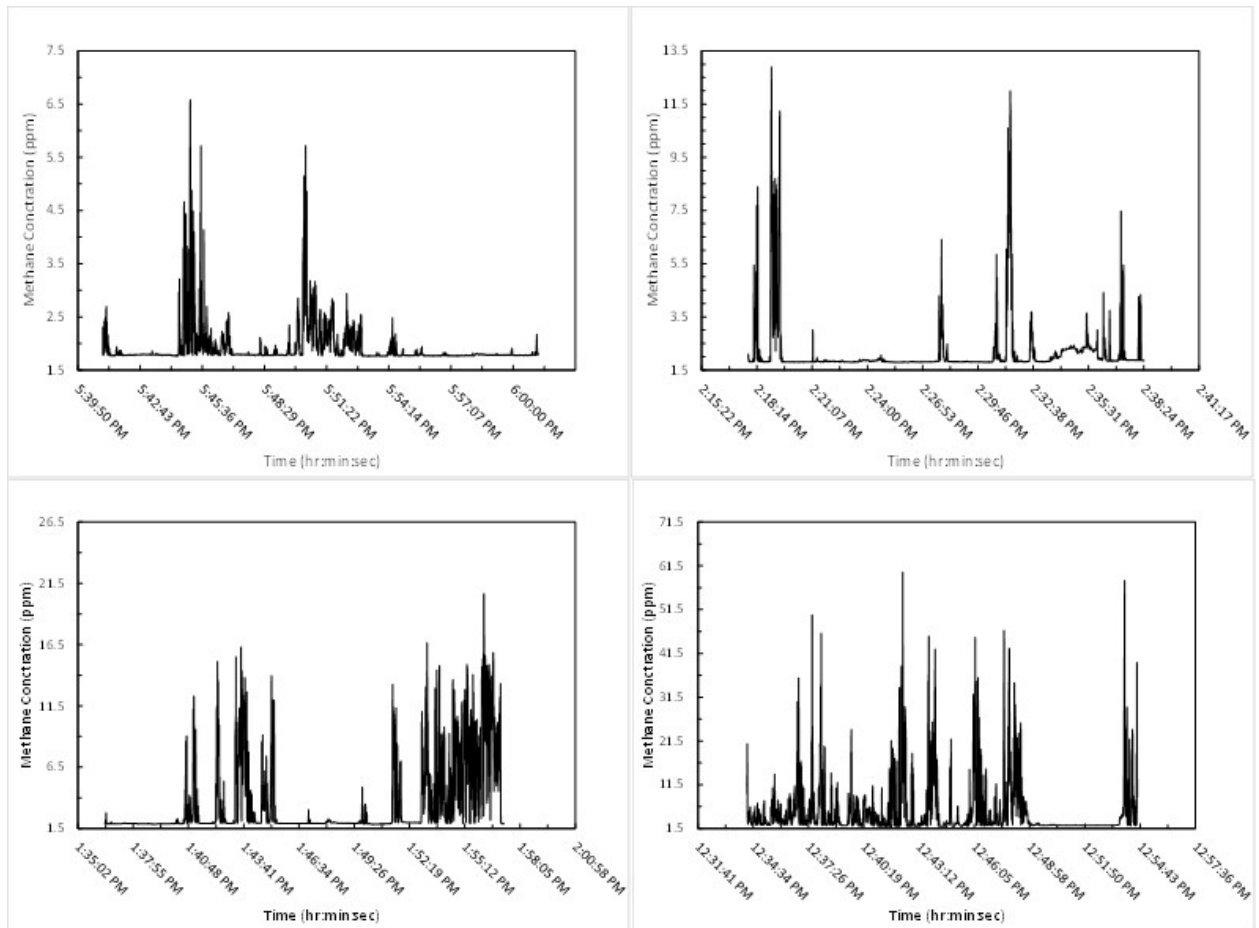 7.5
6.5
5.5
4.5
3.5
2.5
1.5
Methane Conctration (ppm)
5:39:50 PM
5:42:43 PM
5:45:36 PM
5:48:29 PM
5:51:22 PM
5:54:14 PM
5:57:07 PM
6:00:00 PM
Time (hr:min:sec)
13.5
11.5
9.5
7.5
5.5
3.5
1.5
Methane Conctration (ppm)
2:15:22 PM
2:18:14 PM
2:21:07 PM
2:24:00 PM
2:26:53 PM
2:29:46 PM
2:32:38 PM
2:35:31 PM
2:38:24 PM
2:41:17 PM
Time (hr:min:sec)
26.5
21.5
16.5
11.5
6.5
1.5
Methane Conctration (ppm)
1:35:02 PM
1:37:55 PM
1:40:48 PM
1:43:41 PM
1:46:34 PM
1:49:26 PM
1:52:19 PM
1:55:12 PM
1:58:05 PM
2:00:58 PM
Time (hr:min:sec)
71.5
61.5
51.5
41.5
31.5
21.5
11.5
1.5
Methane Conctration (ppm)
12:31:41 PM
12:34:34 PM
12:37:26 PM
12:40:19 PM
12:43:12 PM
12:46:05 PM
12:48:58 PM
12:51:50 PM
12:54:43 PM
12:57:36 PM
Time (hr:min:sec)